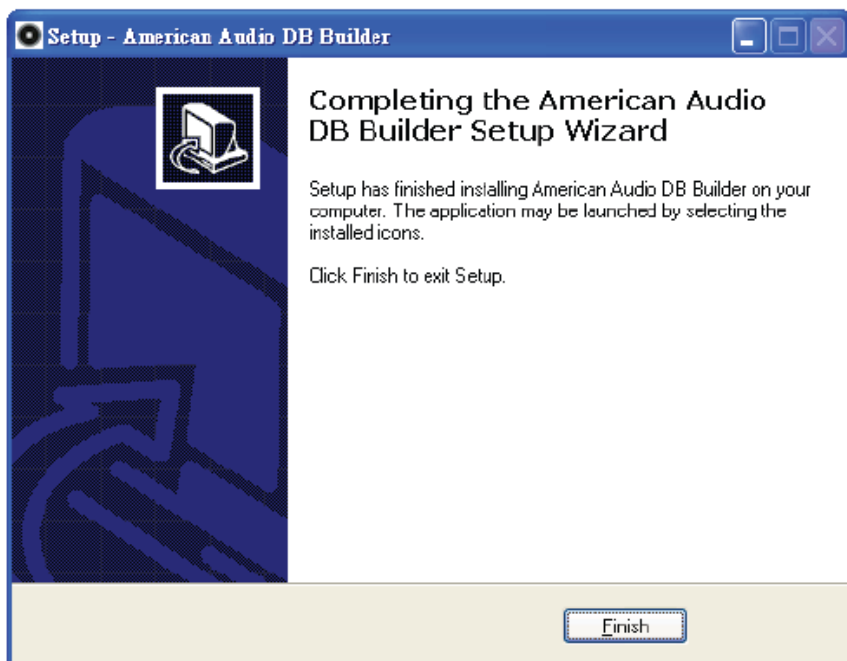 Setup - American Audio DB Builder
Completing the American Audio
DB Builder Setup Wizard
Setup has finished installing American Audio DB Builder on your
computer. The application may be launched by selecting the
installed icons.
Click Finish to exit Setup.
Finish